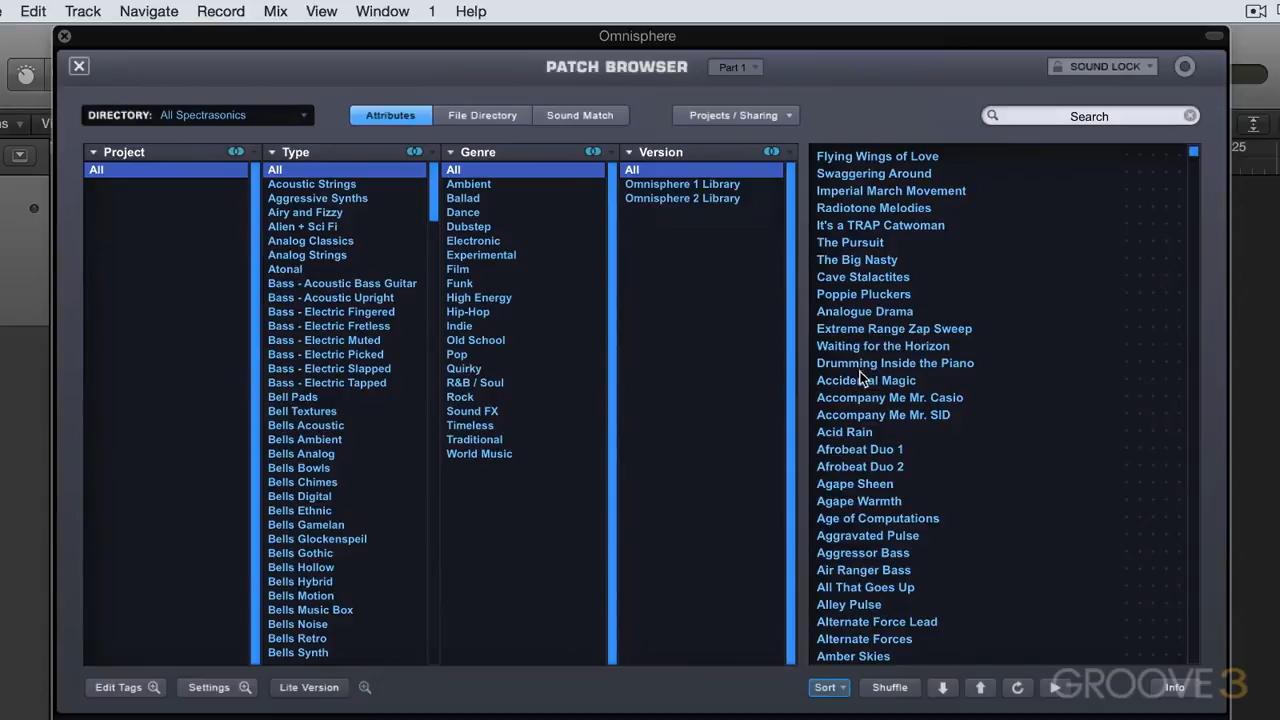 Edit Track Navigate Record Mix View Window 1 Help
Omnisphere
PATCH BROWSER Part 1 SOUND LOCK
DIRECTORY: All Spectrasonics Attributes File Directory Sound Match Projects / Sharing Search
25
Project
All
Type
All
Acoustic Strings
Aggressive Synths
Airy and Fizzy
Alien + Sci Fi
Analog Classics
Analog Strings
Atonal
Bass - Acoustic Bass Guitar
Bass - Acoustic Upright
Bass - Electric Fingered
Bass - Electric Fretless
Bass - Electric Muted
Bass - Electric Picked
Bass - Electric Slapped
Bass - Electric Tapped
Bell Pads
Bell Textures
Bells Acoustic
Bells Ambient
Bells Analog
Bells Bowls
Bells Chimes
Bells Digital
Bells Ethnic
Bells Gamelan
Bells Glockenspeil
Bells Gothic
Bells Hollow
Bells Hybrid
Bells Motion
Bells Music Box
Bells Noise
Bells Retro
Bells Synth
Genre
All
Ambient
Ballad
Dance
Dubstep
Electronic
Experimental
Film
Funk
High Energy
Hip-Hop
Indie
Old School
Pop
Quirky
R&B / Soul
Rock
Sound FX
Timeless
Traditional
World Music
Version
All
Omnisphere 1 Library
Omnisphere 2 Library
Flying Wings of Love
Swaggering Around
Imperial March Movement
Radiotone Melodies
It's a TRAP Catwoman
The Pursuit
The Big Nasty
Cave Stalactites
Poppie Pluckers
Analogue Drama
Extreme Range Zap Sweep
Waiting for the Horizon
Drumming Inside the Piano
Accidental Magic
Accompany Me Mr. Casio
Accompany Me Mr. SID
Acid Rain
Afrobeat Duo 1
Afrobeat Duo 2
Agape Sheen
Agape Warmth
Age of Computations
Aggravated Pulse
Aggressor Bass
Air Ranger Bass
All That Goes Up
Alley Pulse
Alternate Force Lead
Alternate Forces
Amber Skies
Edit Tags Settings Lite Version Sort Shuffle Info
GROOVE3